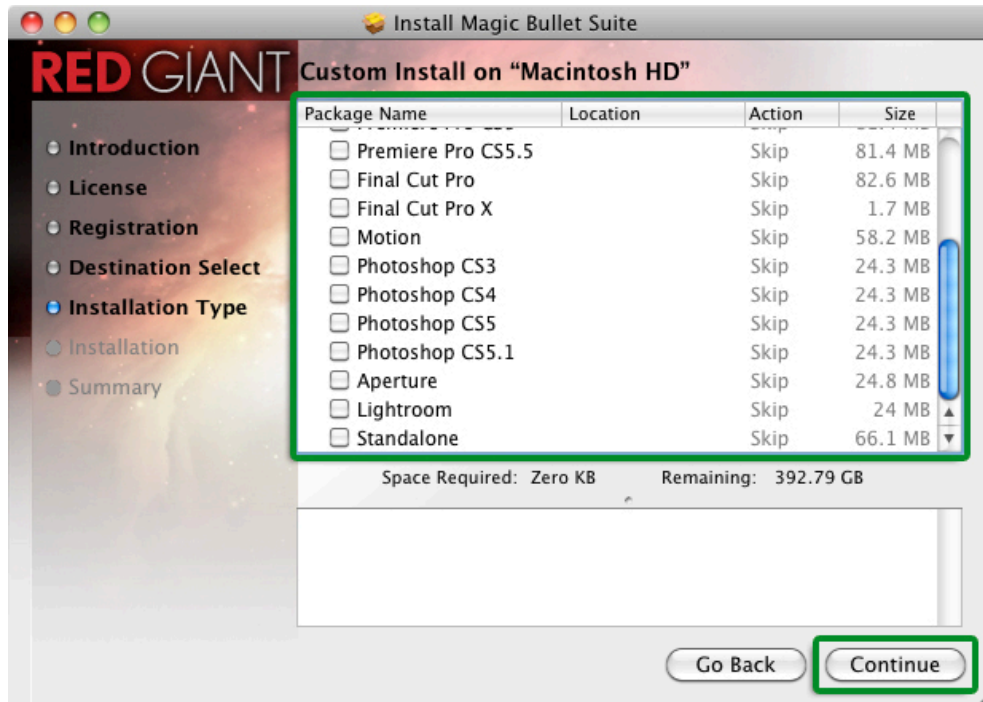 Install Magic Bullet Suite
RED GIANT
Custom Install on “Macintosh HD”
Introduction
License
Registration
Destination Select
Installation Type
Installation
Summary
Package Name Location Action Size
Premiere Pro CS5.5 Skip 81.4 MB
Final Cut Pro Skip 82.6 MB
Final Cut Pro X Skip 1.7 MB
Motion Skip 58.2 MB
Photoshop CS3 Skip 24.3 MB
Photoshop CS4 Skip 24.3 MB
Photoshop CS5 Skip 24.3 MB
Photoshop CS5.1 Skip 24.3 MB
Aperture Skip 24.8 MB
Lightroom Skip 24 MB
Standalone Skip 66.1 MB
Space Required: Zero KB Remaining: 392.79 GB
Go Back Continue